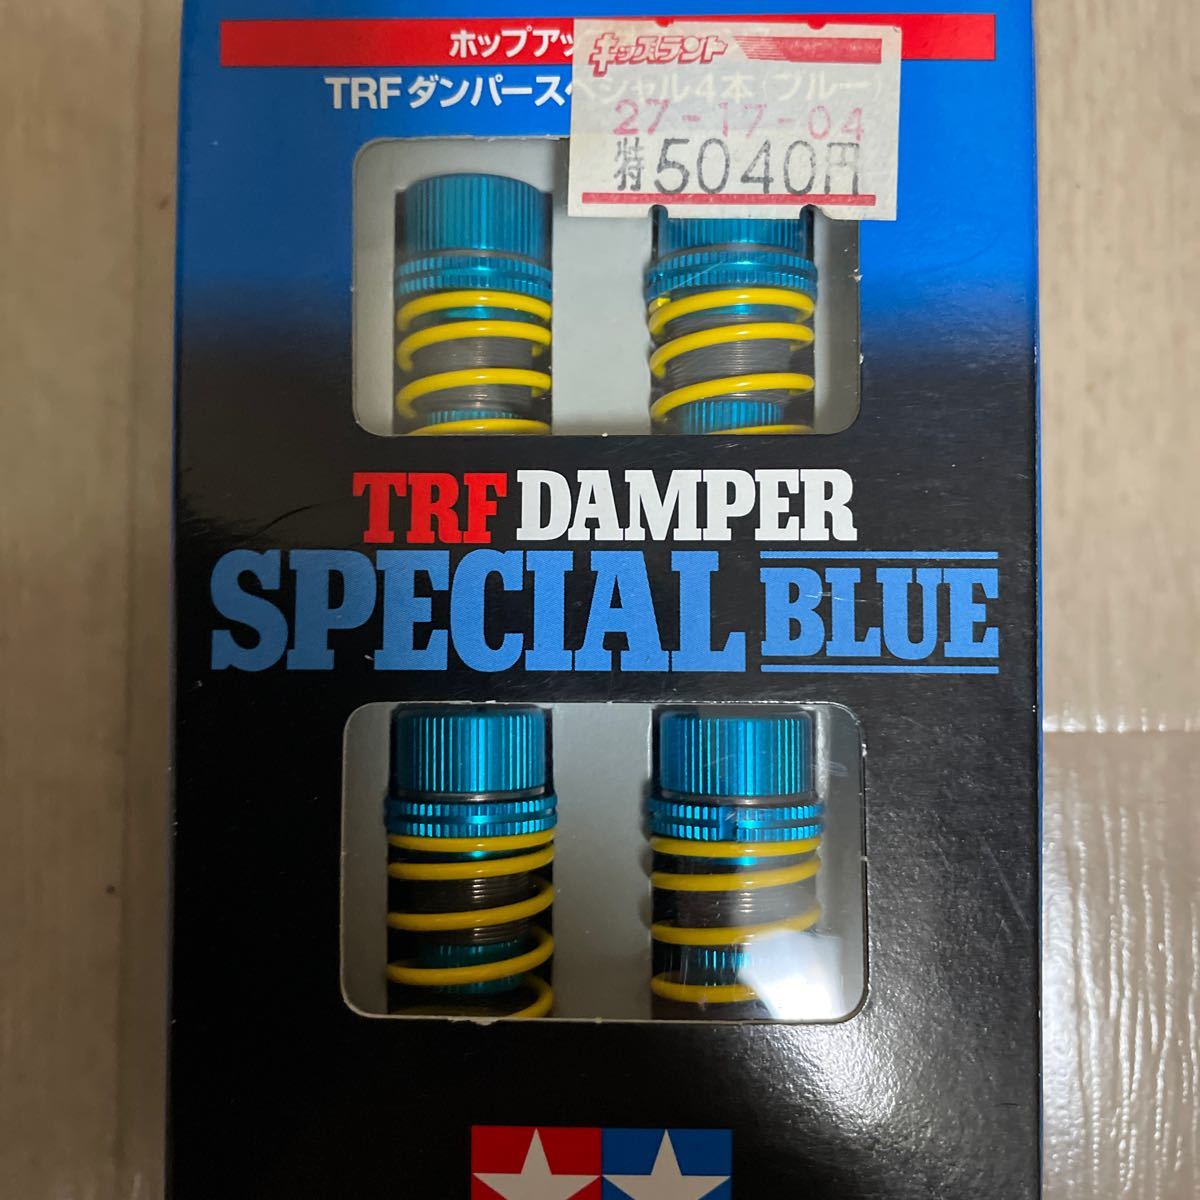 ホップアッ
キッズランド
TRFダンパースペシャル4本(ブルー)
27-17-04
特5040円
TRF DAMPER
SPECIAL BLUE